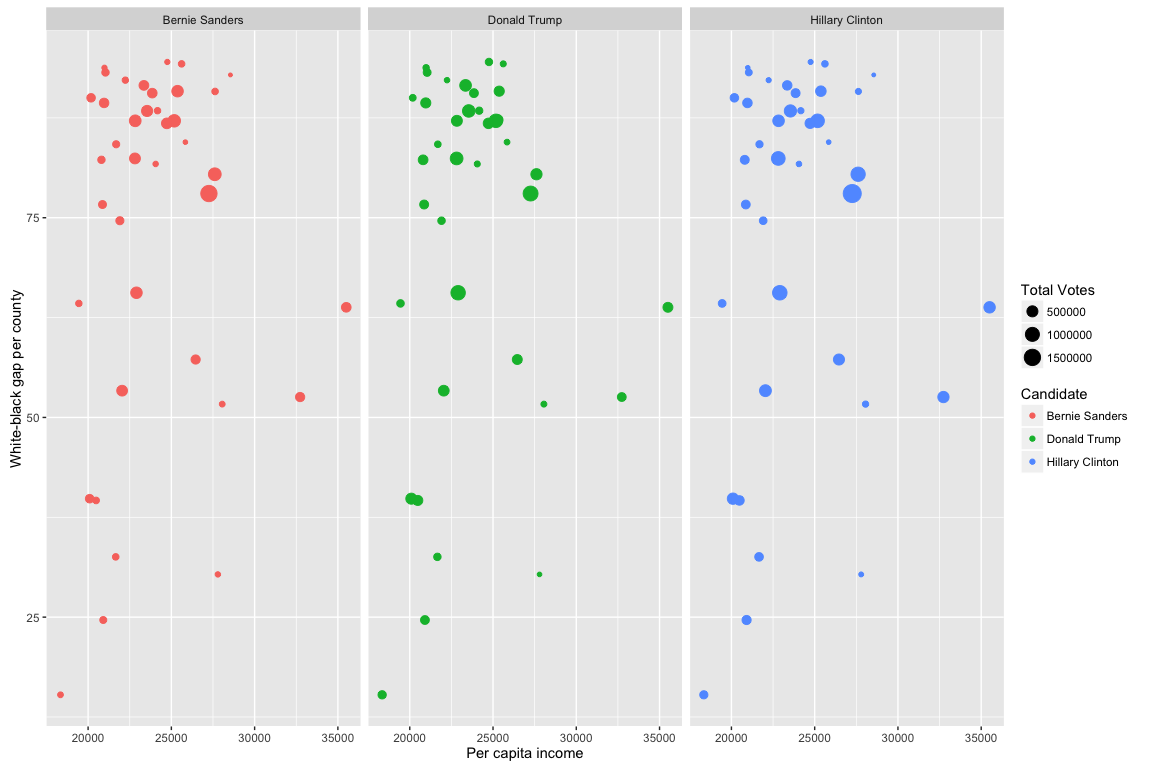 Bernie Sanders
Donald Trump
Hillary Clinton
White-black gap per county
75
50
25
20000 25000 30000 35000
20000 25000 30000 35000
20000 25000 30000 35000
Per capita income
Total Votes
500000
1000000
1500000
Candidate
Bernie Sanders
Donald Trump
Hillary Clinton